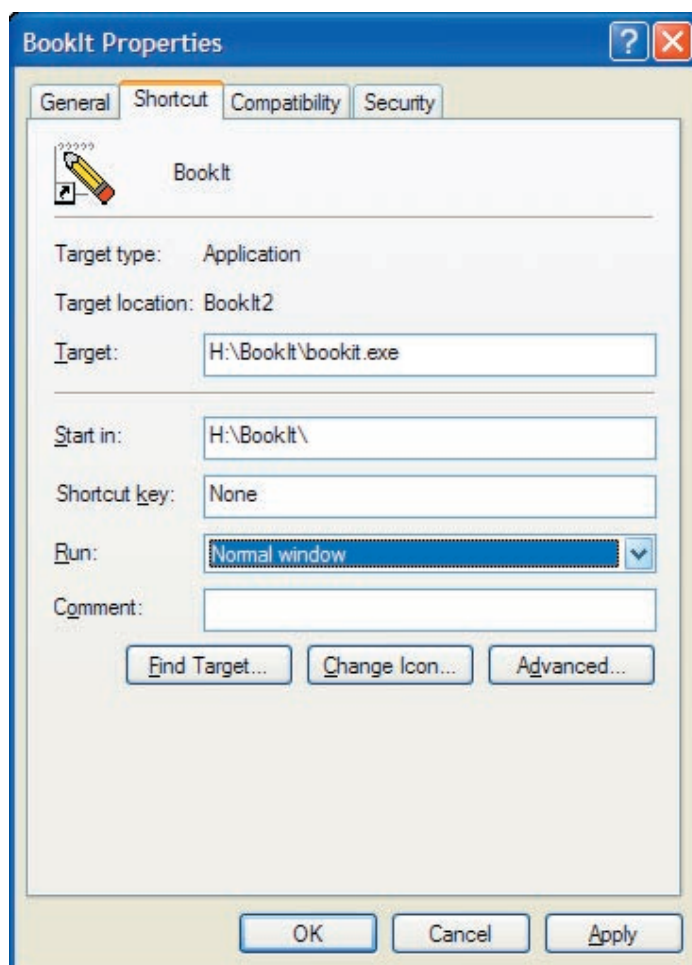 BookIt Properties
General Shortcut Compatibility Security
BookIt
Target type: Application
Target location: BookIt2
Target: H:\BookIt\bookit.exe
Start in: H:\BookIt\
Shortcut key: None
Run: Normal window
Comment:
Find Target... Change Icon... Advanced...
OK Cancel Apply